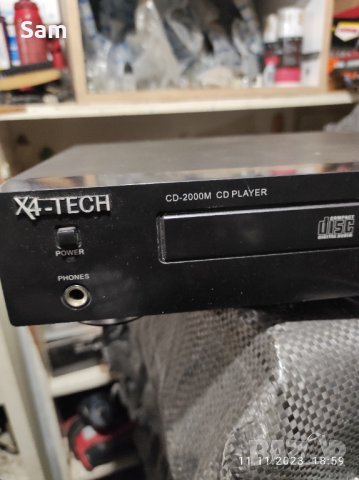 Sam
X4-TECH
CD-2000M CD PLAYER
COMPACT
disc
DIGITAL AUDIO
POWER
PHONES
11.11.2023 18:59